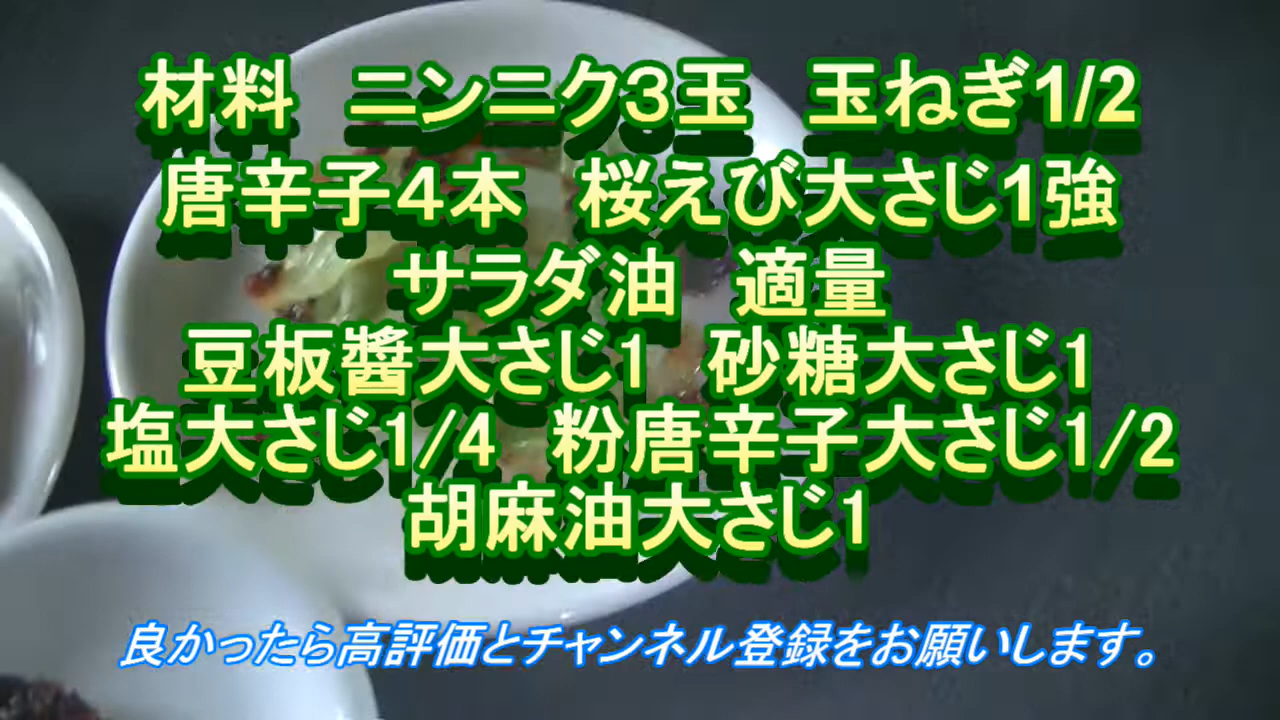 材料　ニンニク３玉　玉ねぎ1/2
唐辛子４本　桜えび大さじ1強
サラダ油　適量
豆板醬大さじ1　砂糖大さじ1
塩大さじ1/4　粉唐辛子大さじ1/2
胡麻油大さじ1
良かったら高評価とチャンネル登録をお願いします。